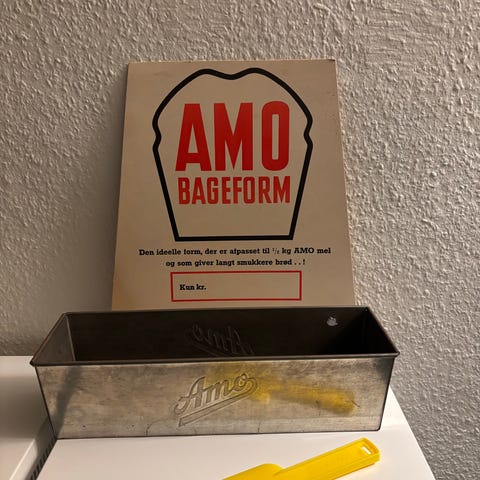 AMO
BAGEFORM
Den ideelle form, der er afpasset til ½ kg AMO mel
og som giver langt smukkere brød . . !
Kun kr.
Amo
Amo